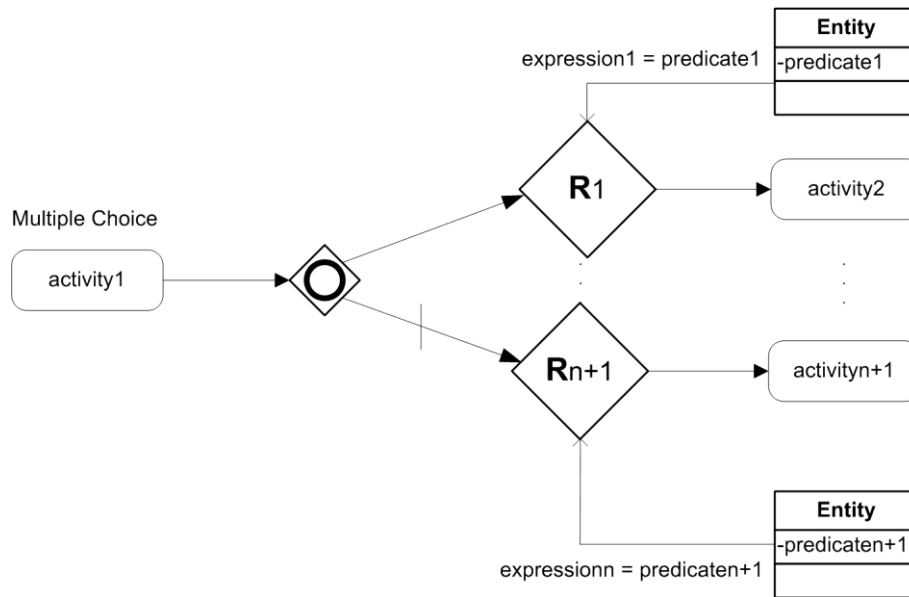 Entity
expression1 = predicate1
-predicate1
R1
activity2
Multiple Choice
activity1
Rn+1
activityn+1
Entity
-predicaten+1
expressionn = predicaten+1